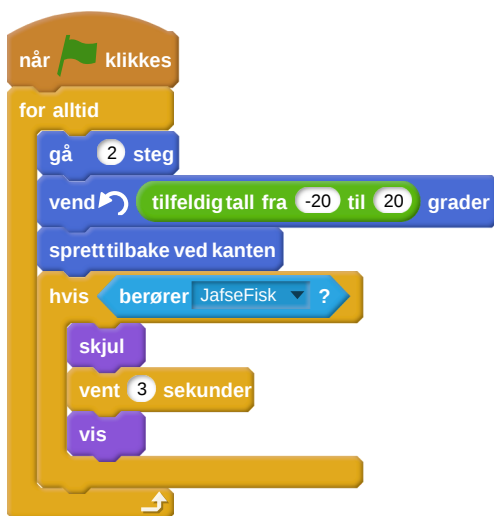 når klikkes
for alltid
gå 2 steg
vend tilfeldig tall fra -20 til 20 grader
sprett tilbake ved kanten
hvis berører JafseFisk ?
skjul
vent 3 sekunder
vis